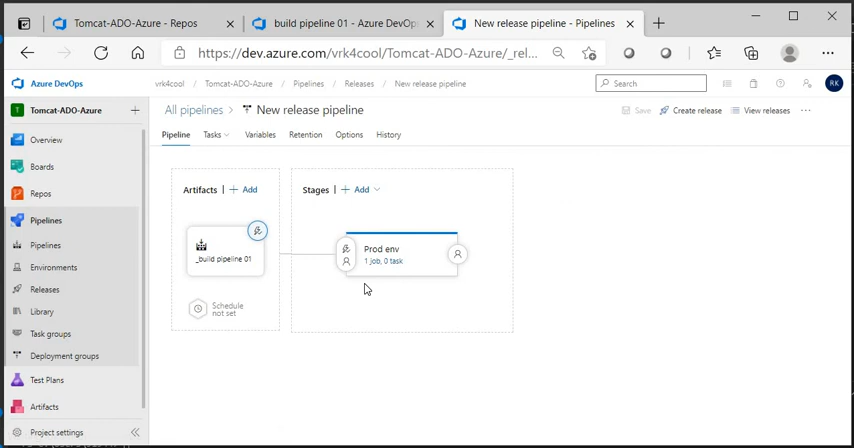 Tomcat-ADO-Azure - Repos
build pipeline 01 - Azure DevOp
New release pipeline - Pipelines
https://dev.azure.com/vrk4cool/Tomcat-ADO-Azure/_rel...
Azure DevOps
vrk4cool / Tomcat-ADO-Azure / Pipelines / Releases / New release pipeline
Search
RK
T Tomcat-ADO-Azure
All pipelines > New release pipeline
Save Create release View releases ...
Pipeline Tasks Variables Retention Options History
Overview
Boards
Repos
Pipelines
Pipelines
Environments
Releases
Library
Task groups
Deployment groups
Test Plans
Artifacts
Project settings
Artifacts | + Add
Stages | + Add
_build pipeline 01
Prod env
1 job, 0 task
Schedule
not set